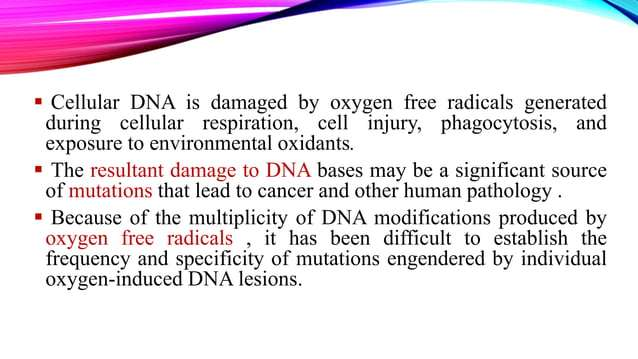 ▪ Cellular DNA is damaged by oxygen free radicals generated
during cellular respiration, cell injury, phagocytosis, and
exposure to environmental oxidants.
▪ The resultant damage to DNA bases may be a significant source
of mutations that lead to cancer and other human pathology .
▪ Because of the multiplicity of DNA modifications produced by
oxygen free radicals , it has been difficult to establish the
frequency and specificity of mutations engendered by individual
oxygen-induced DNA lesions.